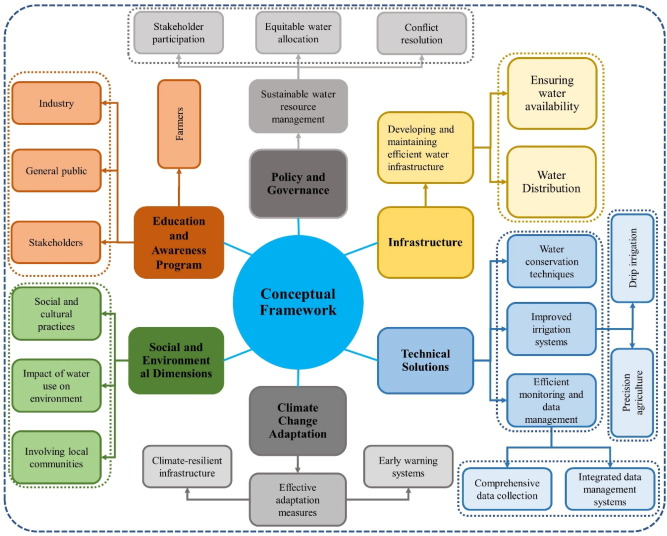 Stakeholder
participation
Equitable water
allocation
Conflict
resolution
Sustainable water
resource
management
Policy and
Governance
Industry
General public
Stakeholders
Farmers
Education
and
Awareness
Program
Developing and
maintaining
efficient water
infrastructure
Ensuring
water
availability
Water
Distribution
Infrastructure
Conceptual
Framework
Social and
cultural
practices
Impact of water
use on
environment
Involving local
communities
Social and
Environment
al Dimensions
Technical
Solutions
Water
conservation
techniques
Improved
irrigation
systems
Efficient
monitoring and
data
management
Drip irrigation
Precision
agriculture
Comprehensive
data collection
Integrated data
management
systems
Climate
Change
Adaptation
Climate-resilient
infrastructure
Effective
adaptation
measures
Early warning
systems